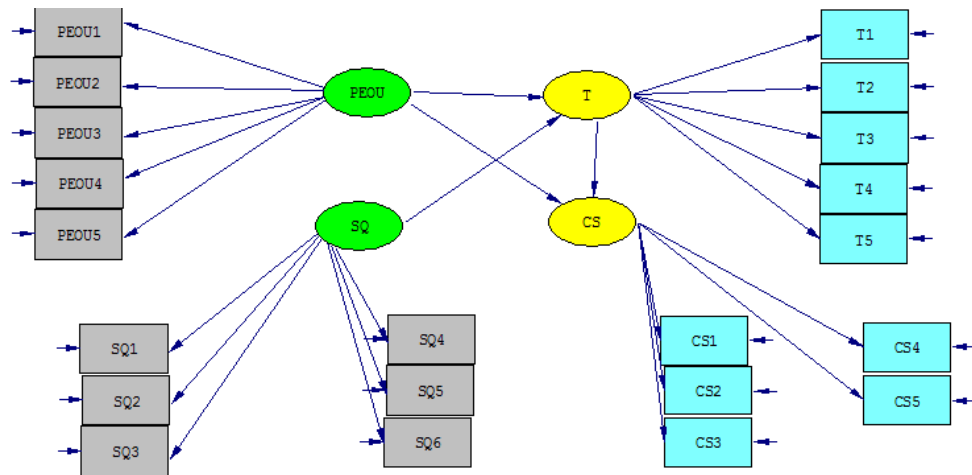 PEOU1
PEOU2
PEOU3
PEOU4
PEOU5
PEOU
T
SQ
CS
T1
T2
T3
T4
T5
SQ1
SQ2
SQ3
SQ4
SQ5
SQ6
CS1
CS2
CS3
CS4
CS5